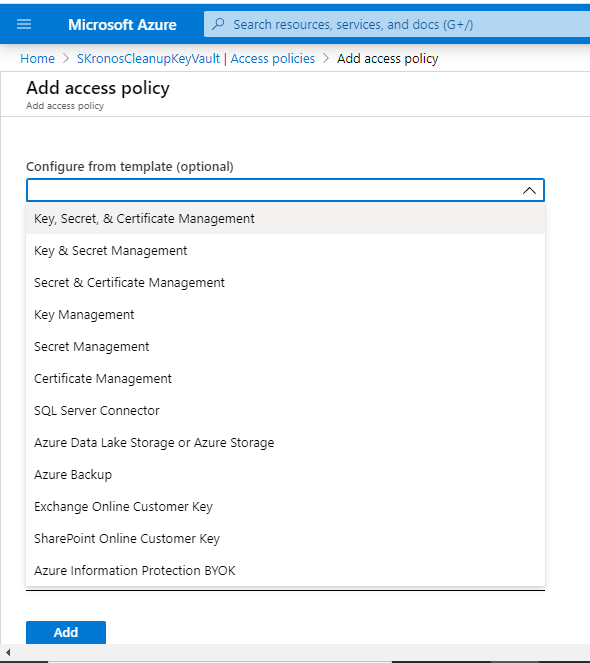 Microsoft Azure
Search resources, services, and docs (G+/)
Home > SKronosCleanupKeyVault | Access policies > Add access policy
Add access policy
Add access policy
Configure from template (optional)
Key, Secret, & Certificate Management
Key & Secret Management
Secret & Certificate Management
Key Management
Secret Management
Certificate Management
SQL Server Connector
Azure Data Lake Storage or Azure Storage
Azure Backup
Exchange Online Customer Key
SharePoint Online Customer Key
Azure Information Protection BYOK
Add